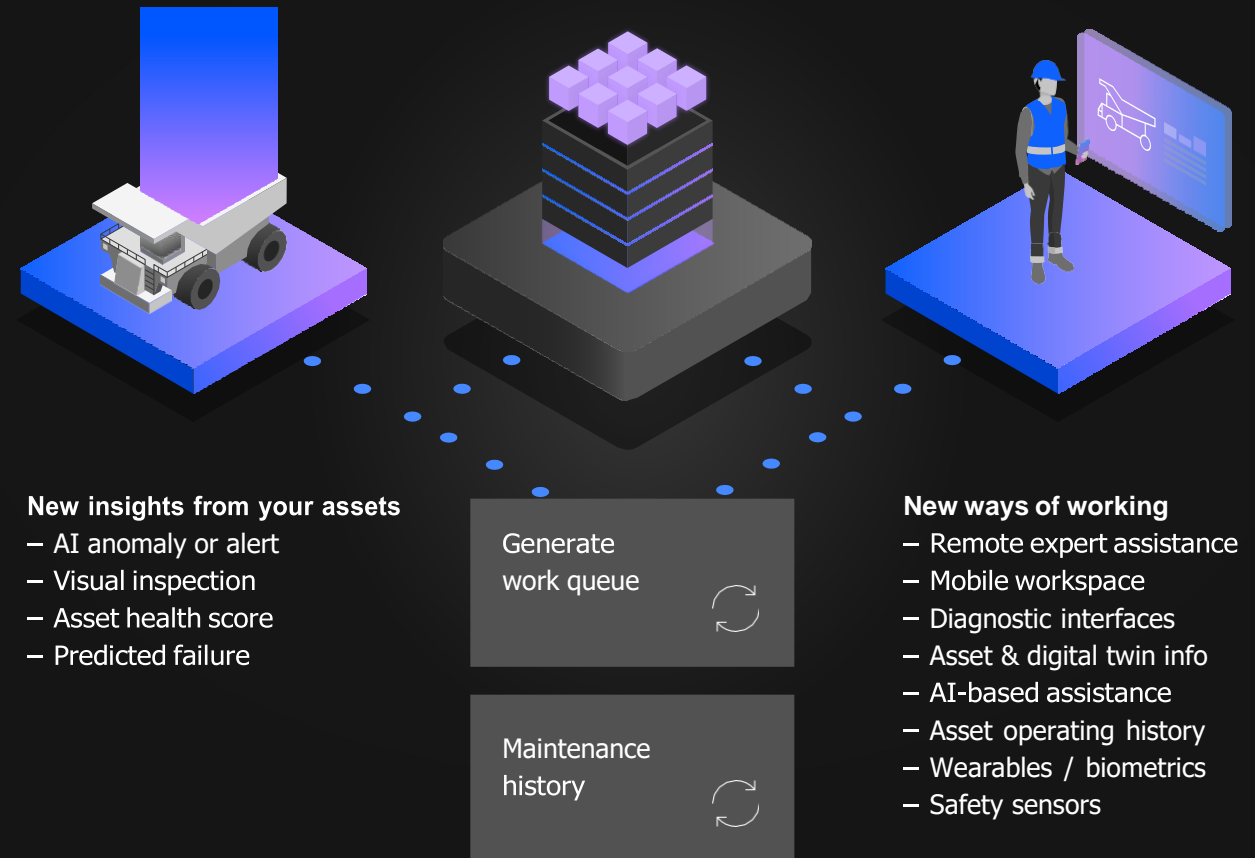 New insights from your assets
– AI anomaly or alert
– Visual inspection
– Asset health score
– Predicted failure
Generate
work queue
Maintenance
history
New ways of working
– Remote expert assistance
– Mobile workspace
– Diagnostic interfaces
– Asset & digital twin info
– AI-based assistance
– Asset operating history
– Wearables / biometrics
– Safety sensors